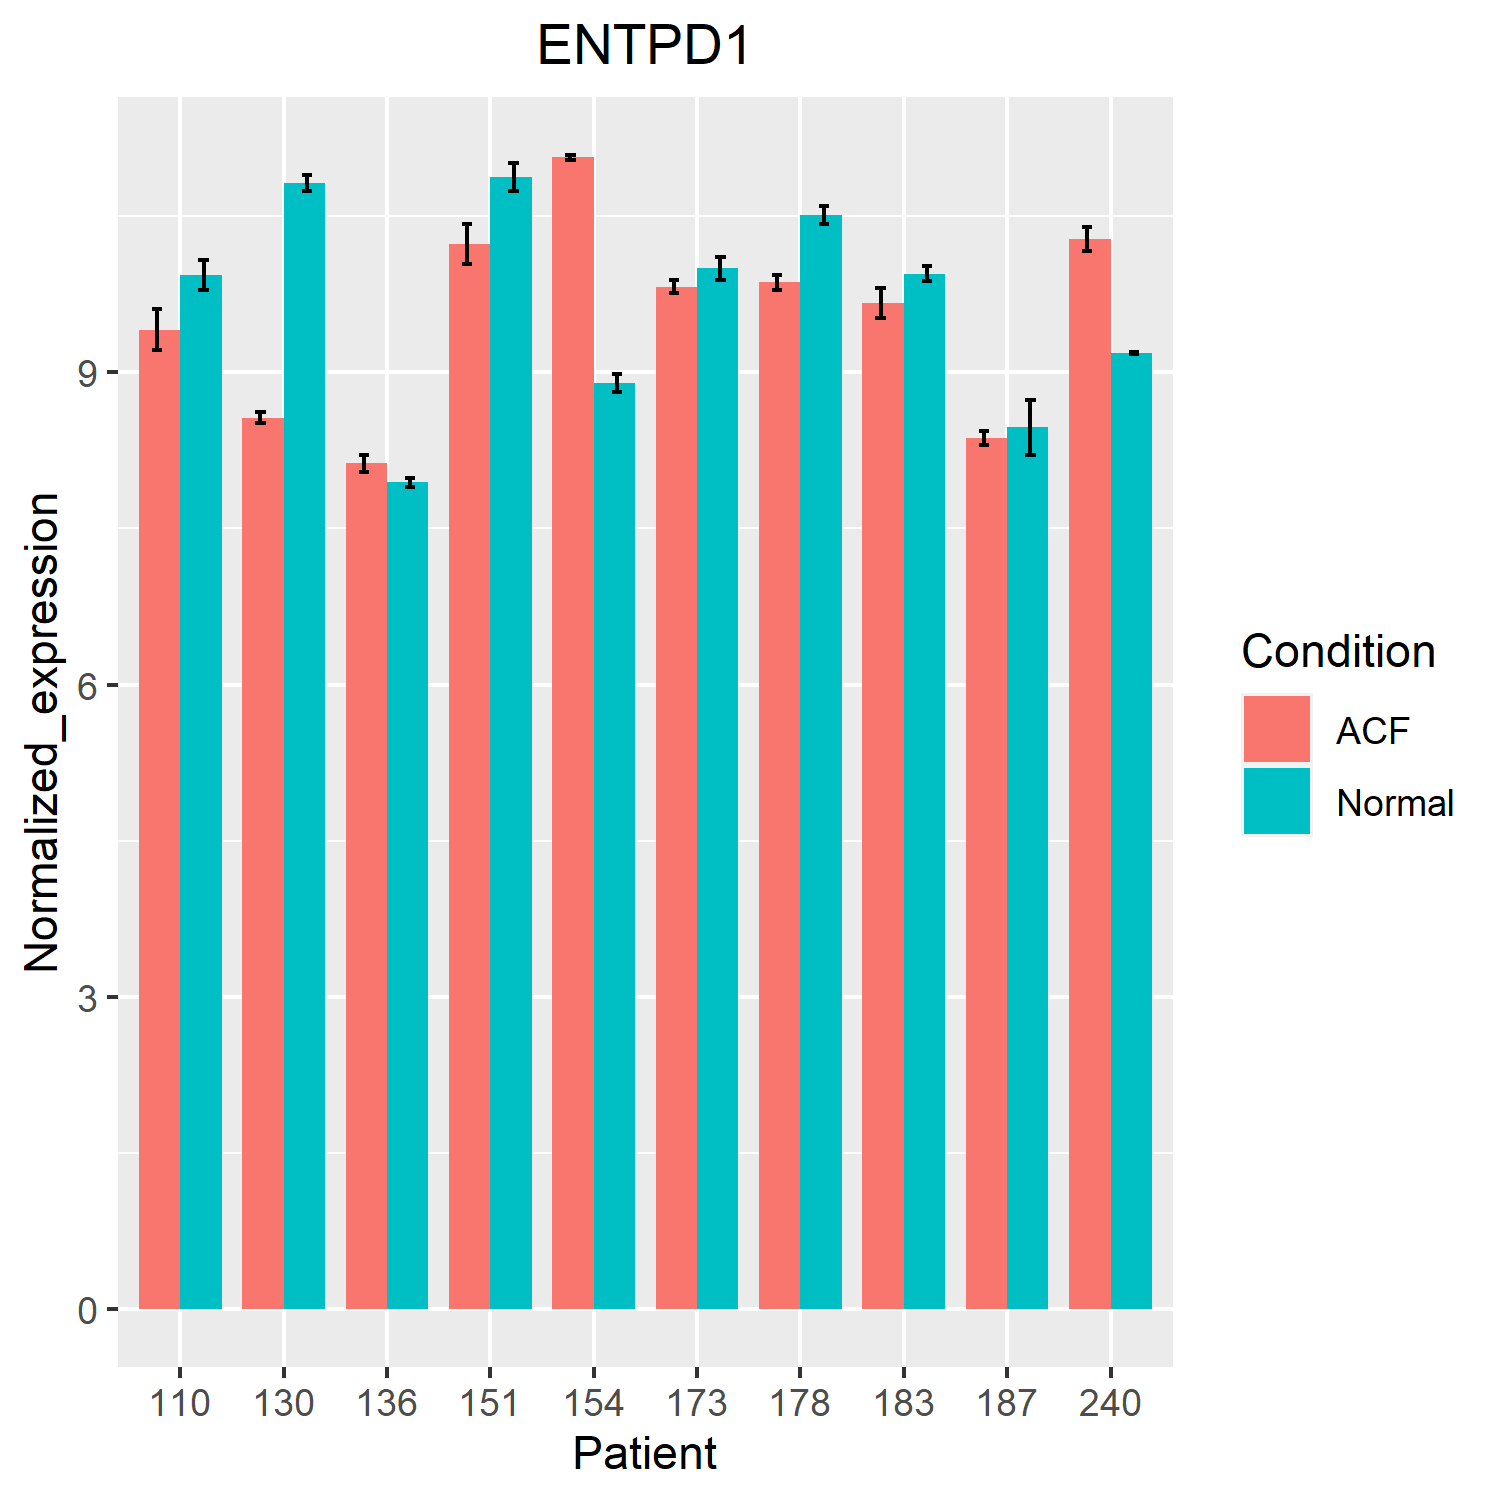 ENTPD1
Normalized_expression
9
6
3
0
110 130 136 151 154 173 178 183 187 240
Patient
Condition
ACF
Normal